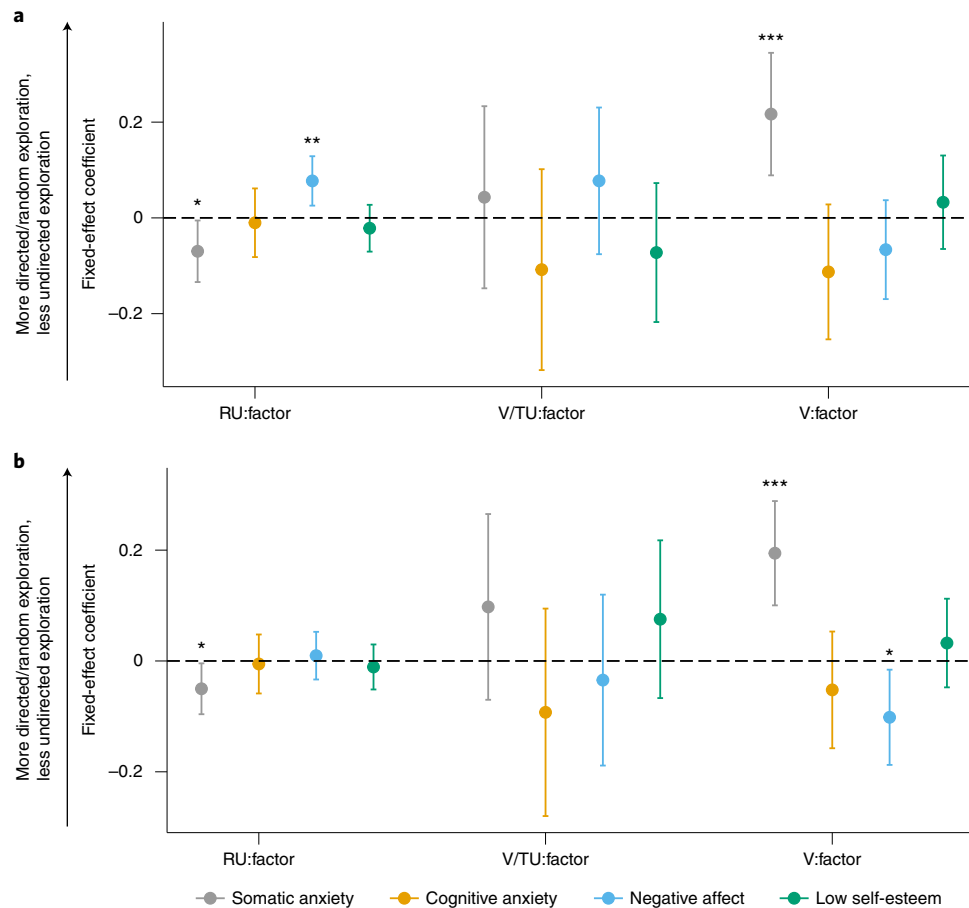 a
More directed/random exploration,
less undirected exploration
Fixed-effect coefficient
0.2
0
–0.2
*
**
***
RU:factor
V/TU:factor
V:factor
b
More directed/random exploration,
less undirected exploration
Fixed-effect coefficient
0.2
0
–0.2
*
***
*
RU:factor
V/TU:factor
V:factor
Somatic anxiety
Cognitive anxiety
Negative affect
Low self-esteem